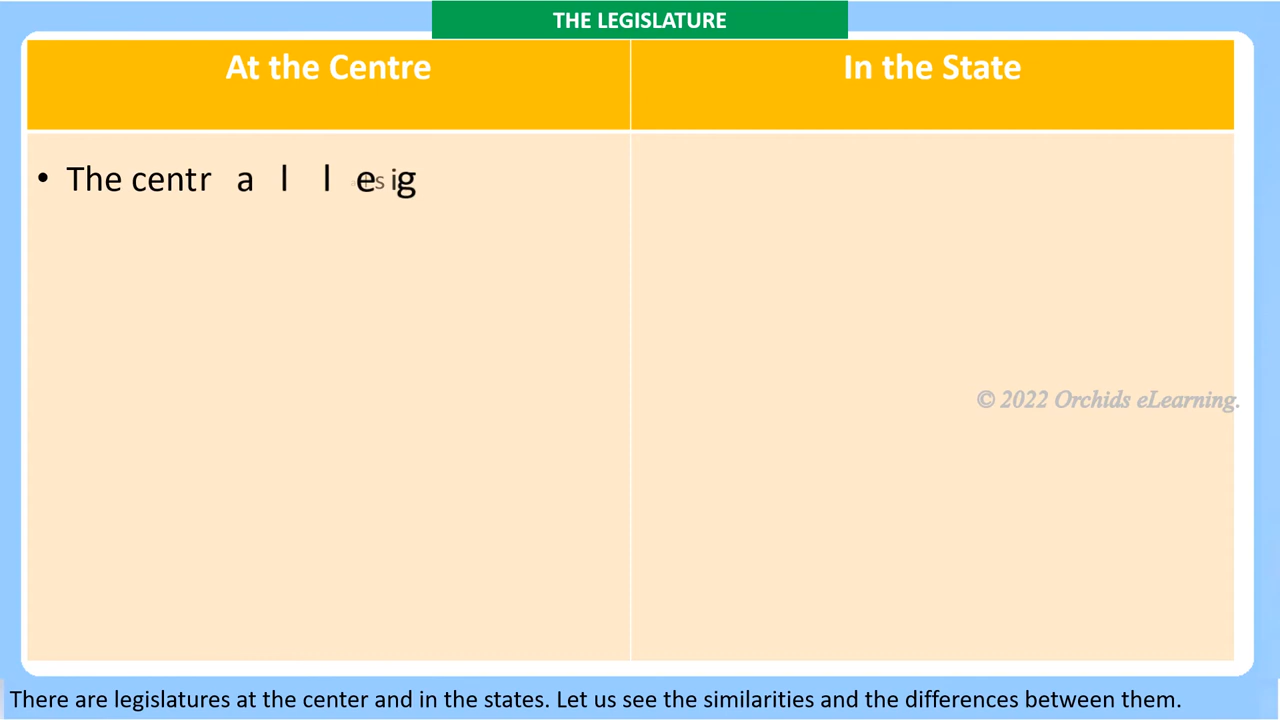 THE LEGISLATURE
At the Centre
In the State
• The centr a l l e s ig
© 2022 Orchids eLearning.
There are legislatures at the center and in the states. Let us see the similarities and the differences between them.